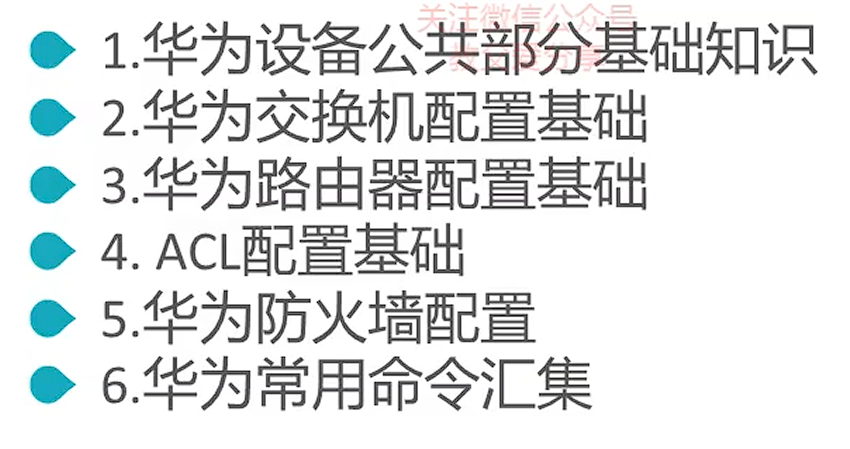 关注微信公众号
1.华为设备公共部分基础知识
2.华为交换机配置基础
3.华为路由器配置基础
4. ACL配置基础
5.华为防火墙配置
6.华为常用命令汇集